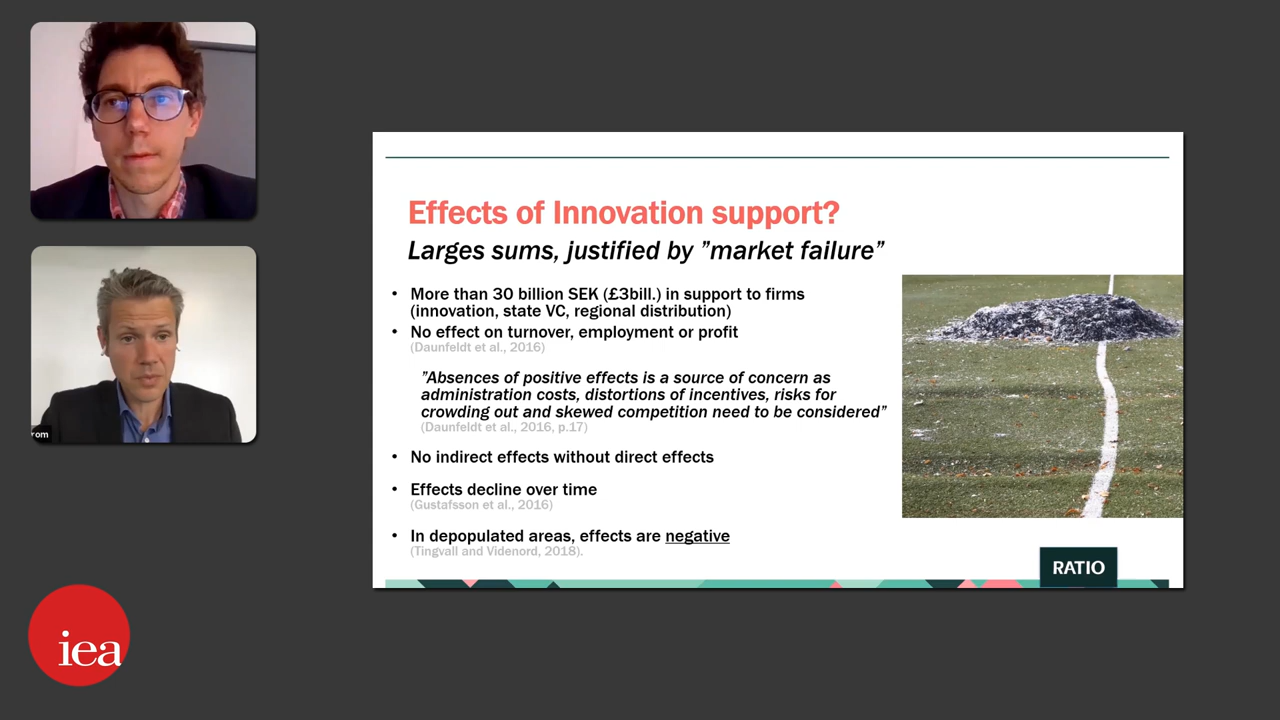 Effects of Innovation support?
Larges sums, justified by ”market failure”
• More than 30 billion SEK (£3bill.) in support to firms
(innovation, state VC, regional distribution)
• No effect on turnover, employment or profit
(Daunfeldt et al., 2016)
”Absences of positive effects is a source of concern as
administration costs, distortions of incentives, risks for
crowding out and skewed competition need to be considered”
(Daunfeldt et al., 2016, p.17)
• No indirect effects without direct effects
• Effects decline over time
(Gustafsson et al., 2016)
• In depopulated areas, effects are negative
(Tingvall and Videnord, 2018).
RATIO
rom
iea